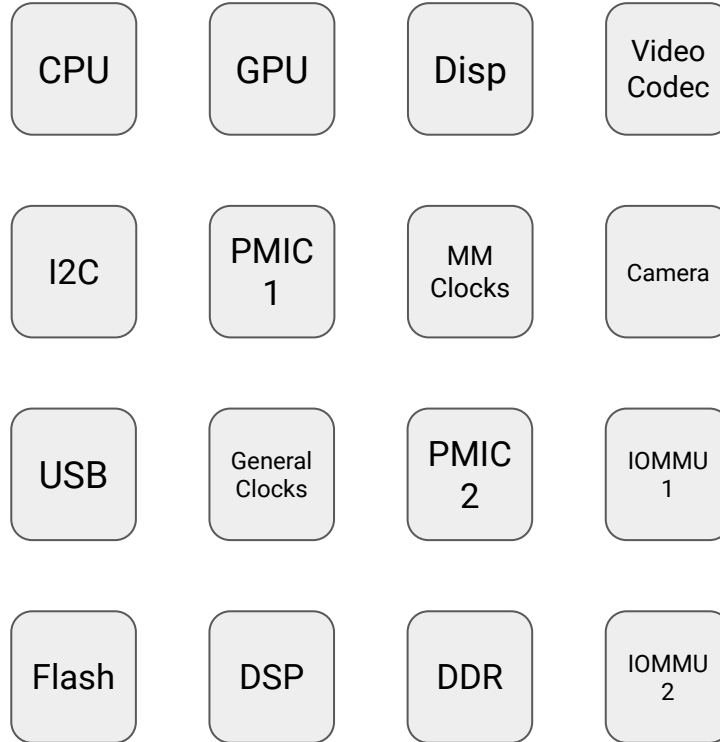 CPU
GPU
Disp
Video
Codec
I2C
PMIC
1
MM
Clocks
Camera
USB
General
Clocks
PMIC
2
IOMMU
1
Flash
DSP
DDR
IOMMU
2